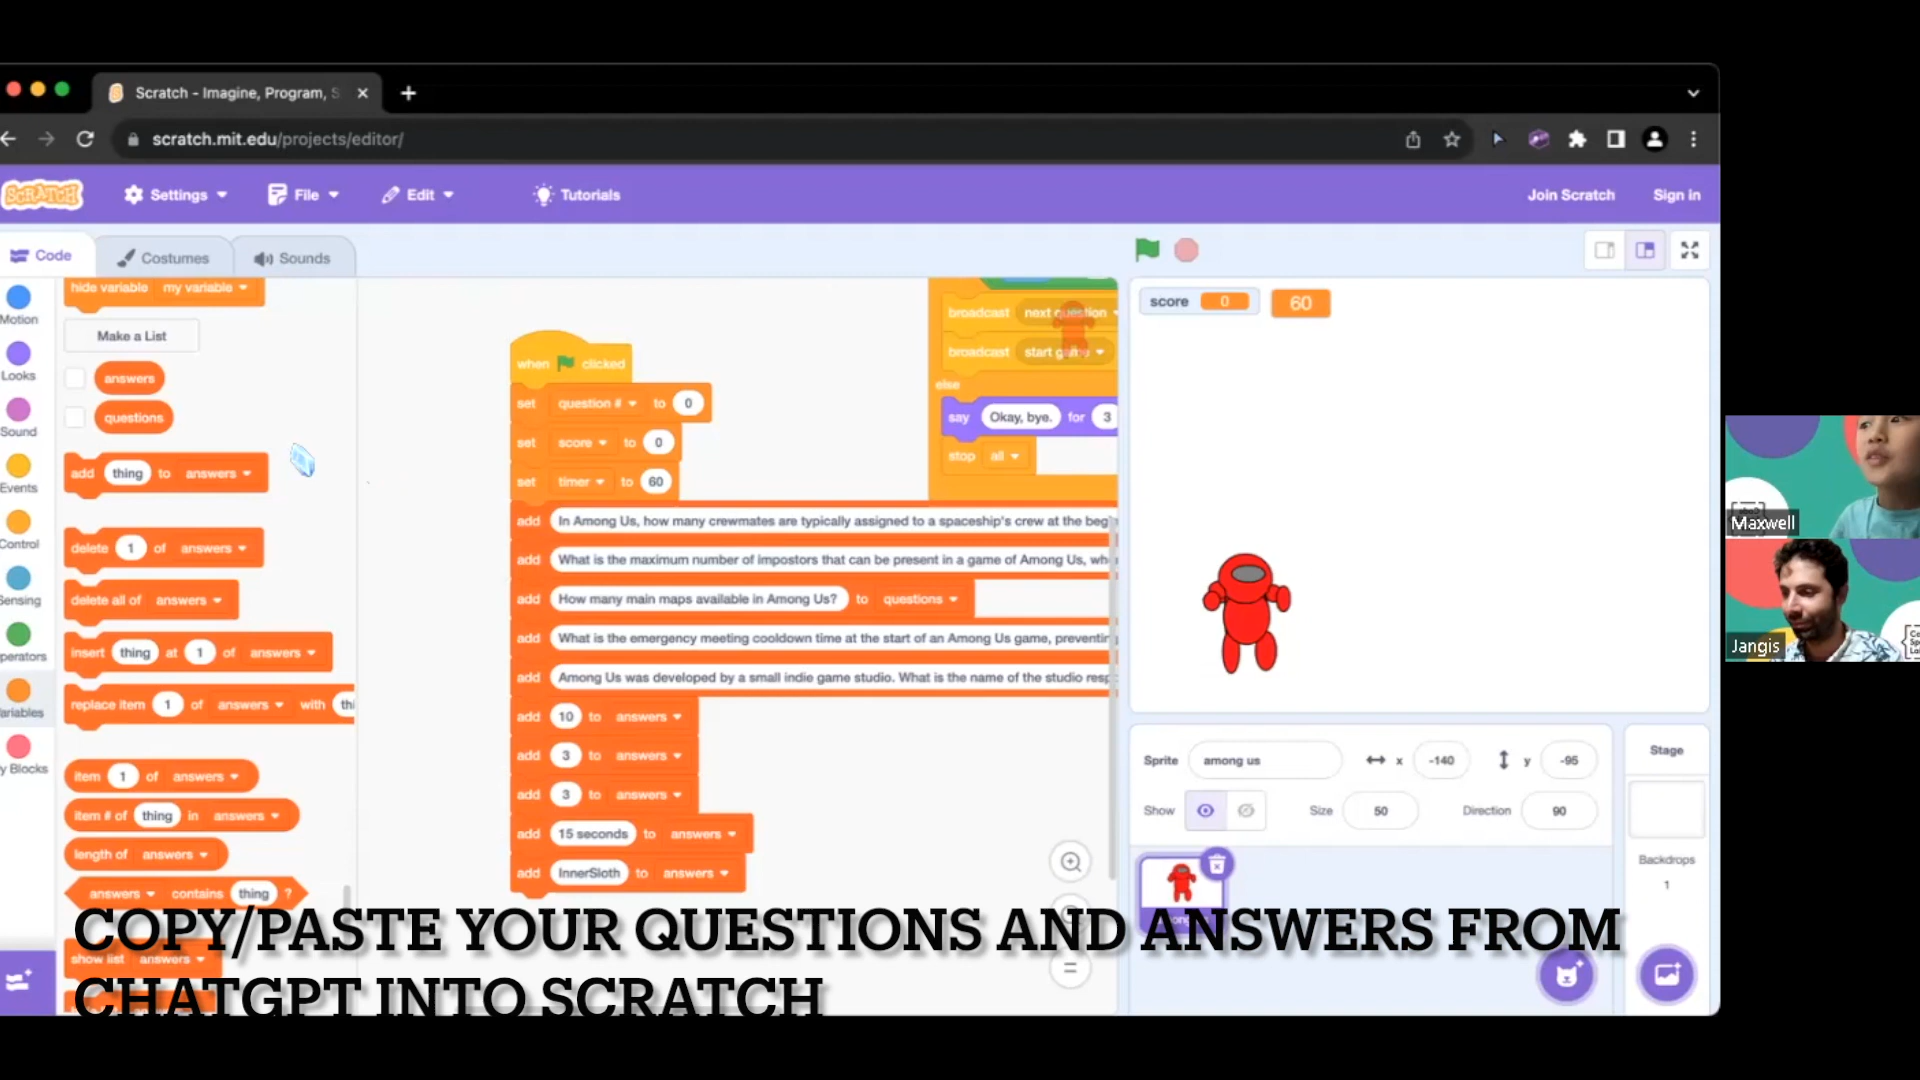 Scratch - Imagine, Program, S
scratch.mit.edu/projects/editor/
SCRATCH
Settings
File
Edit
Tutorials
Join Scratch
Sign in
Code
Costumes
Sounds
Motion
Looks
Sound
Events
Control
Sensing
perators
ariables
y Blocks
hide variable my variable
Make a List
answers
questions
add thing to answers
delete 1 of answers
delete all of answers
insert thing at 1 of answers
replace item 1 of answers with thi
item 1 of answers
item # of thing in answers
length of answers
answers contains thing ?
show list answers
when clicked
set question # to 0
set score to 0
set timer to 60
add In Among Us, how many crewmates are typically assigned to a spaceship's crew at the beg
add What is the maximum number of impostors that can be present in a game of Among Us, wh
add How many main maps available in Among Us? to questions
add What is the emergency meeting cooldown time at the start of an Among Us game, preventin
add Among Us was developed by a small indie game studio. What is the name of the studio resp
add 10 to answers
add 3 to answers
add 3 to answers
add 15 seconds to answers
add InnerSloth to answers
broadcast next question
broadcast start game
else
say Okay, bye. for 3
stop all
score 0
60
Sprite among us x -140 y -95
Show Size 50 Direction 90
Stage
Backdrops
1
Maxwell
Jangis
COPY/PASTE YOUR QUESTIONS AND ANSWERS FROM
CHATGPT INTO SCRATCH